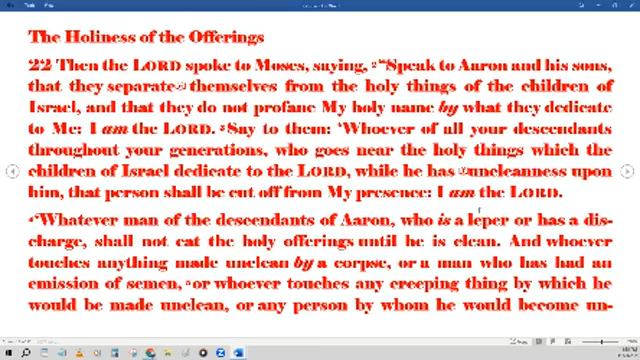 The Holiness of the Offerings
22 Then the LORD spoke to Moses, saying, 2 “Speak to Aaron and his sons,
that they separate themselves from the holy things of the children of
Israel, and that they do not profane My holy name by what they dedicate
to Me: I am the LORD. 3 Say to them: ‘Whoever of all your descendants
throughout your generations, who goes near the holy things which the
children of Israel dedicate to the LORD, while he has uncleanness upon
him, that person shall be cut off from My presence: I am the LORD.
4 ‘Whatever man of the descendants of Aaron, who is a leper or has a dis-
charge, shall not eat the holy offerings until he is clean. And whoever
touches anything made unclean by a corpse, or a man who has had an
emission of semen, 5 or whoever touches any creeping thing by which he
would be made unclean, or any person by whom he would become un-